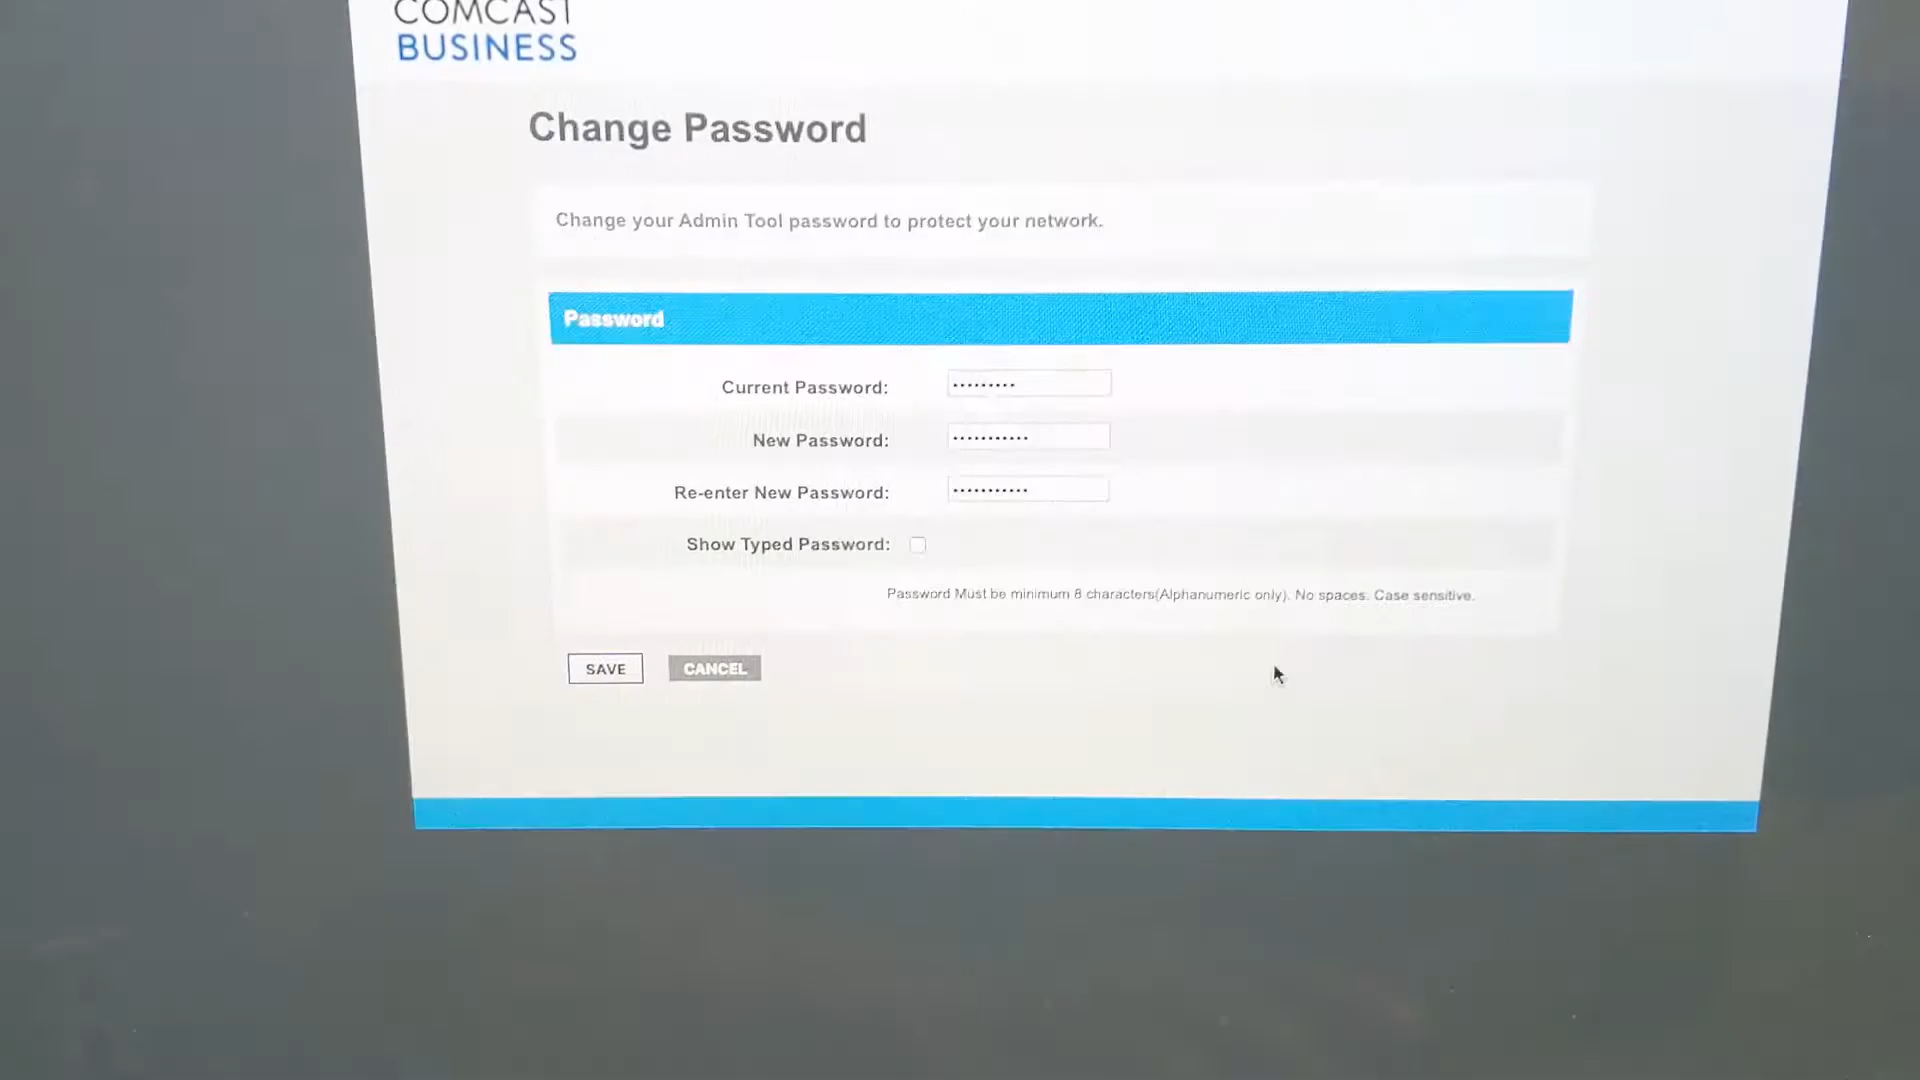 COMCAST
BUSINESS
Change Password
Change your Admin Tool password to protect your network.
Password
Current Password: •••••••••
New Password: •••••••••••
Re-enter New Password: •••••••••••
Show Typed Password:
Password Must be minimum 8 characters(Alphanumeric only). No spaces. Case sensitive.
SAVE CANCEL